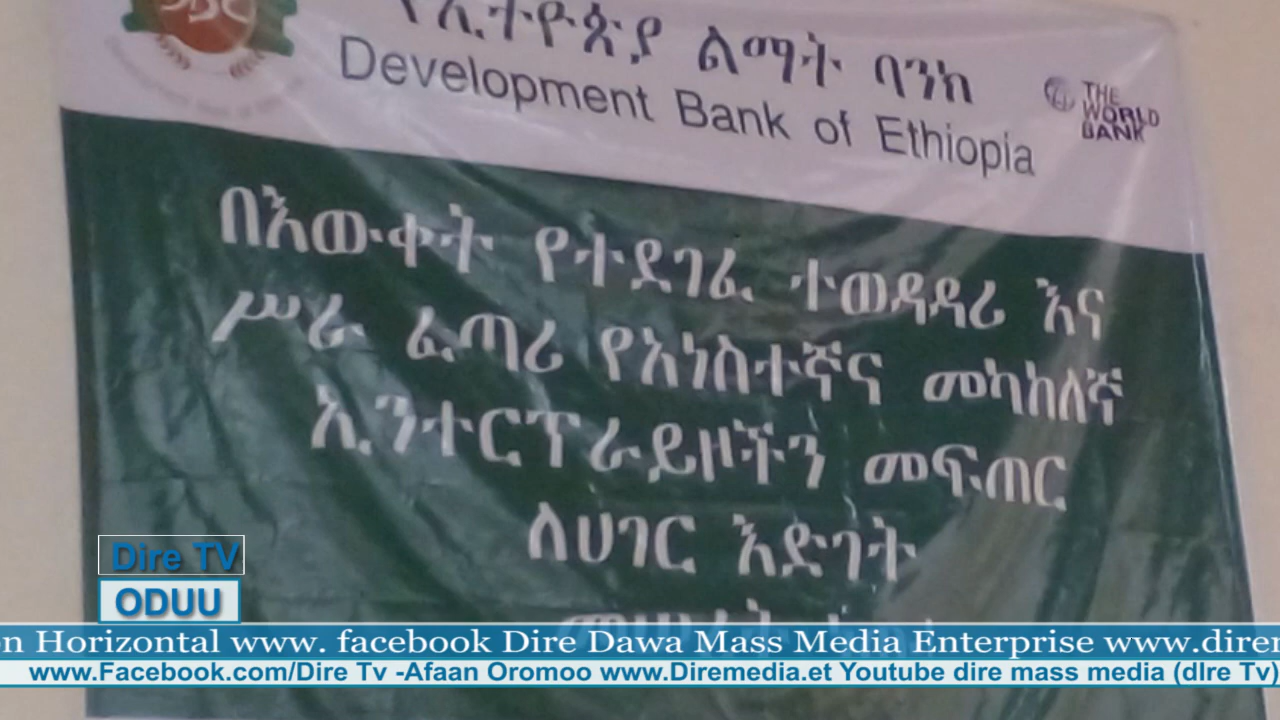 የኢትዮጵያ ልማት ባንክ
Development Bank of Ethiopia
THE
WORLD
BANK
በእውቀት የተደገፈ ተወዳዳሪ እና
ሥራ ፈጣሪ የአነስተኛና መካከለኛ
ኢንተርፕራይዞችን መፍጠር
ለሀገር እድገት
Dire TV
ODUU
on Horizontal www. facebook Dire Dawa Mass Media Enterprise www.direm
www.Facebook.com/Dire Tv -Afaan Oromoo www.Diremedia.et Youtube dire mass media (dIre Tv)